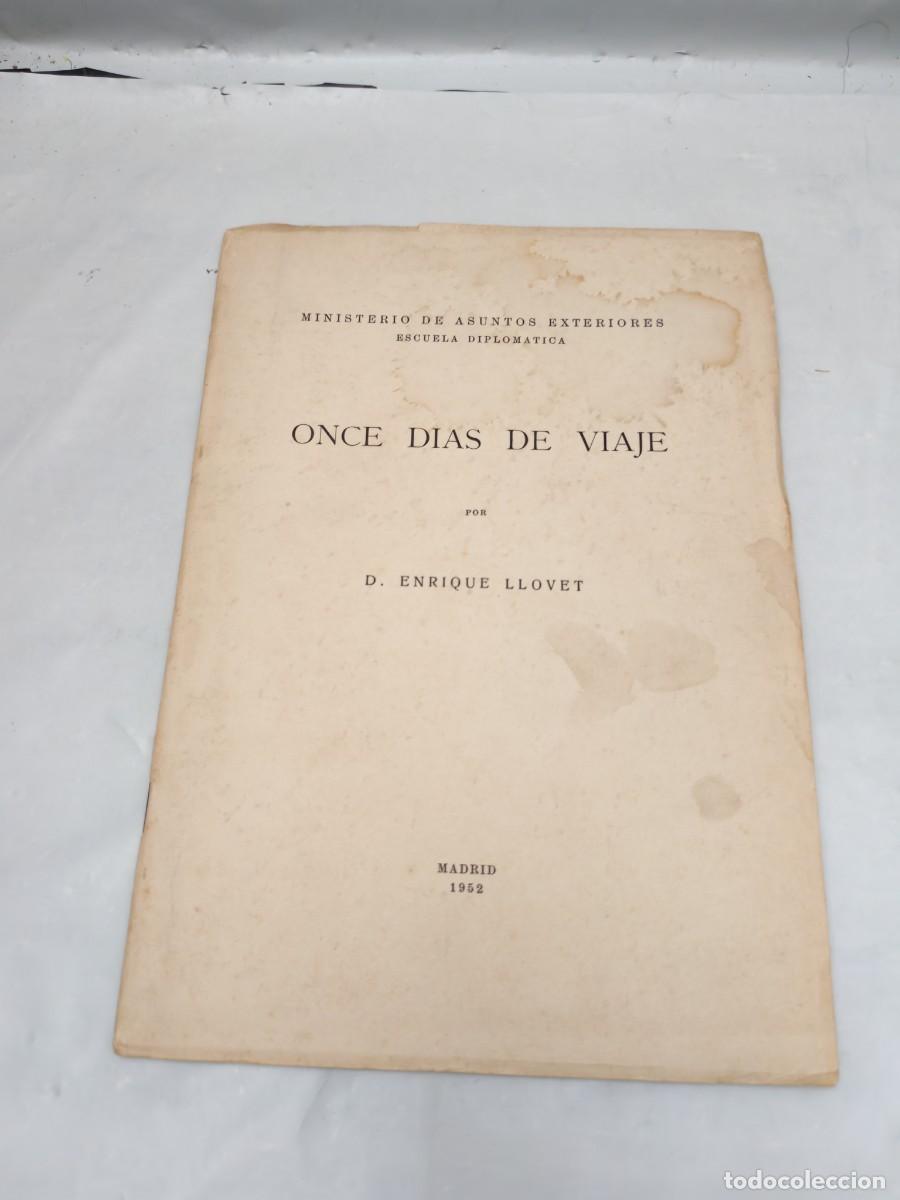 MINISTERIO DE ASUNTOS EXTERIORES
ESCUELA DIPLOMATICA
ONCE DIAS DE VIAJE
POR
D. ENRIQUE LLOVET
MADRID
1952
todocoleccion